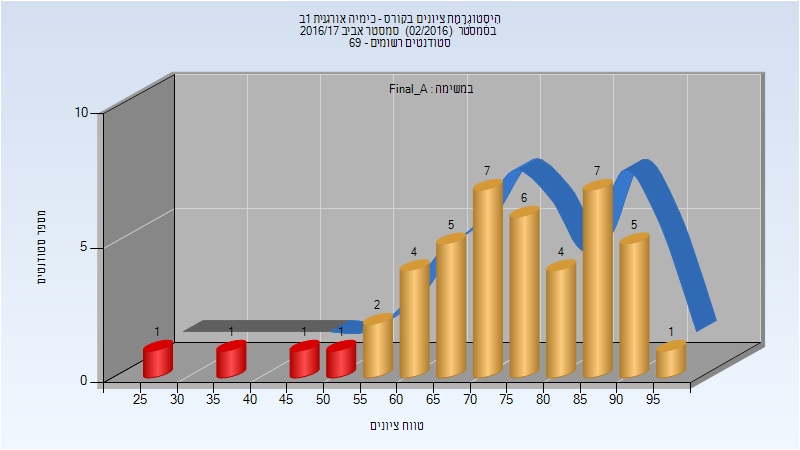 היסטוגרמת ציונים בקורס - כימיה אורגנית 1ב
בסמסטר (02/2016) סמסטר אביב 2016/17
סטודנטים רשומים - 69
במשימה : Final_A
מספר סטודנטים
10
5
0
1
1
1
1
2
4
5
7
6
4
7
5
1
25 30 35 40 45 50 55 60 65 70 75 80 85 90 95
טווח ציונים